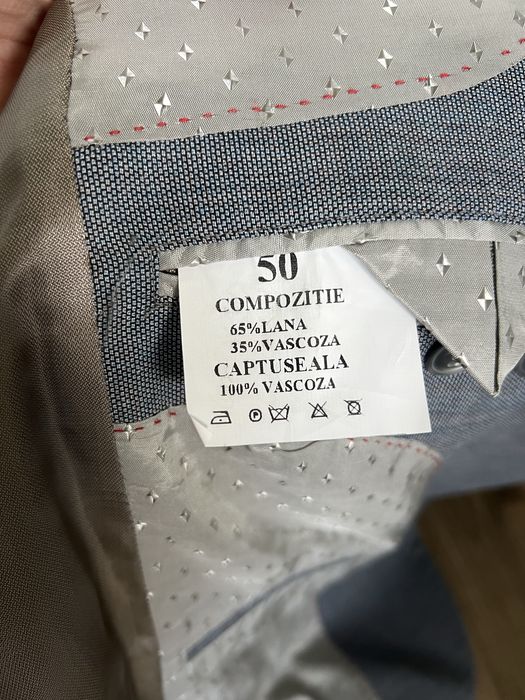 50
COMPOZITIE
65%LANA
35%VASCOZA
CAPTUSEALA
100% VASCOZA
P